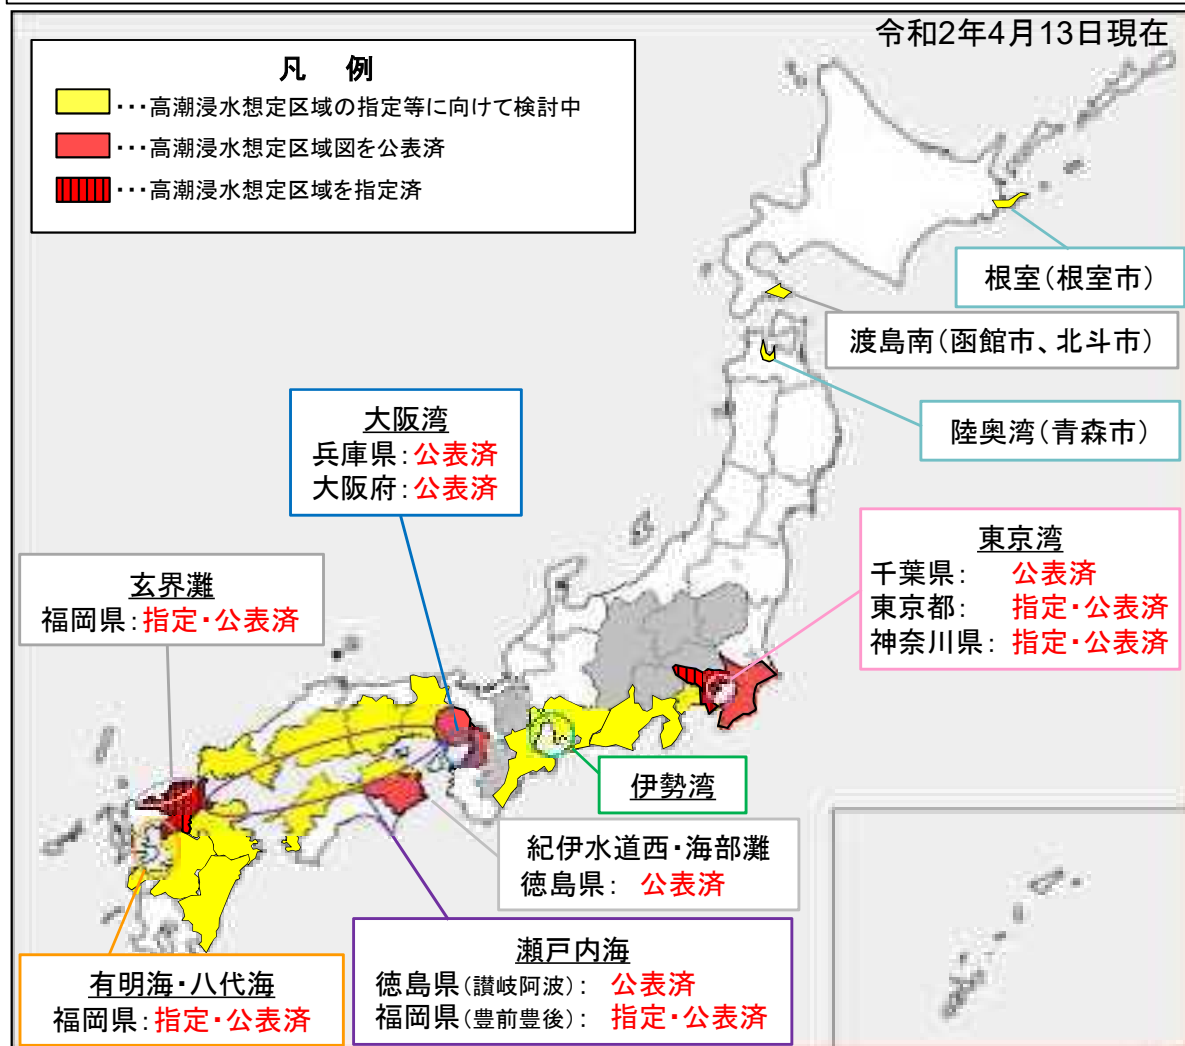 令和2年4月13日現在
凡 例
・・・高潮浸水想定区域の指定等に向けて検討中
・・・高潮浸水想定区域図を公表済
・・・高潮浸水想定区域を指定済
根室(根室市)
渡島南(函館市、北斗市)
陸奥湾(青森市)
大阪湾
兵庫県:公表済
大阪府:公表済
東京湾
千葉県: 公表済
東京都: 指定・公表済
神奈川県: 指定・公表済
玄界灘
福岡県:指定・公表済
伊勢湾
紀伊水道西・海部灘
徳島県: 公表済
瀬戸内海
徳島県(讃岐阿波): 公表済
福岡県(豊前豊後): 指定・公表済
有明海・八代海
福岡県:指定・公表済